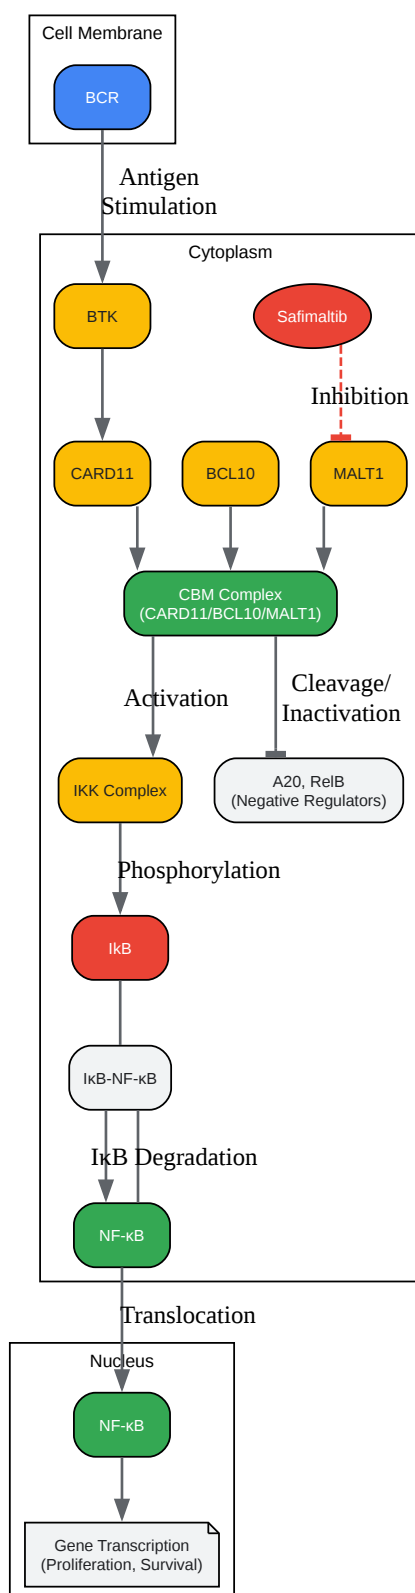 Cell Membrane
BCR
Antigen
Stimulation
Cytoplasm
BTK
Safimaltib
Inhibition
CARD11
BCL10
MALT1
CBM Complex
(CARD11/BCL10/MALT1)
Activation
Cleavage/
Inactivation
IKK Complex
A20, RelB
(Negative Regulators)
Phosphorylation
IkB
IκB-NF-κB
IκB Degradation
NF-κB
Translocation
Nucleus
NF-κB
Gene Transcription
(Proliferation, Survival)